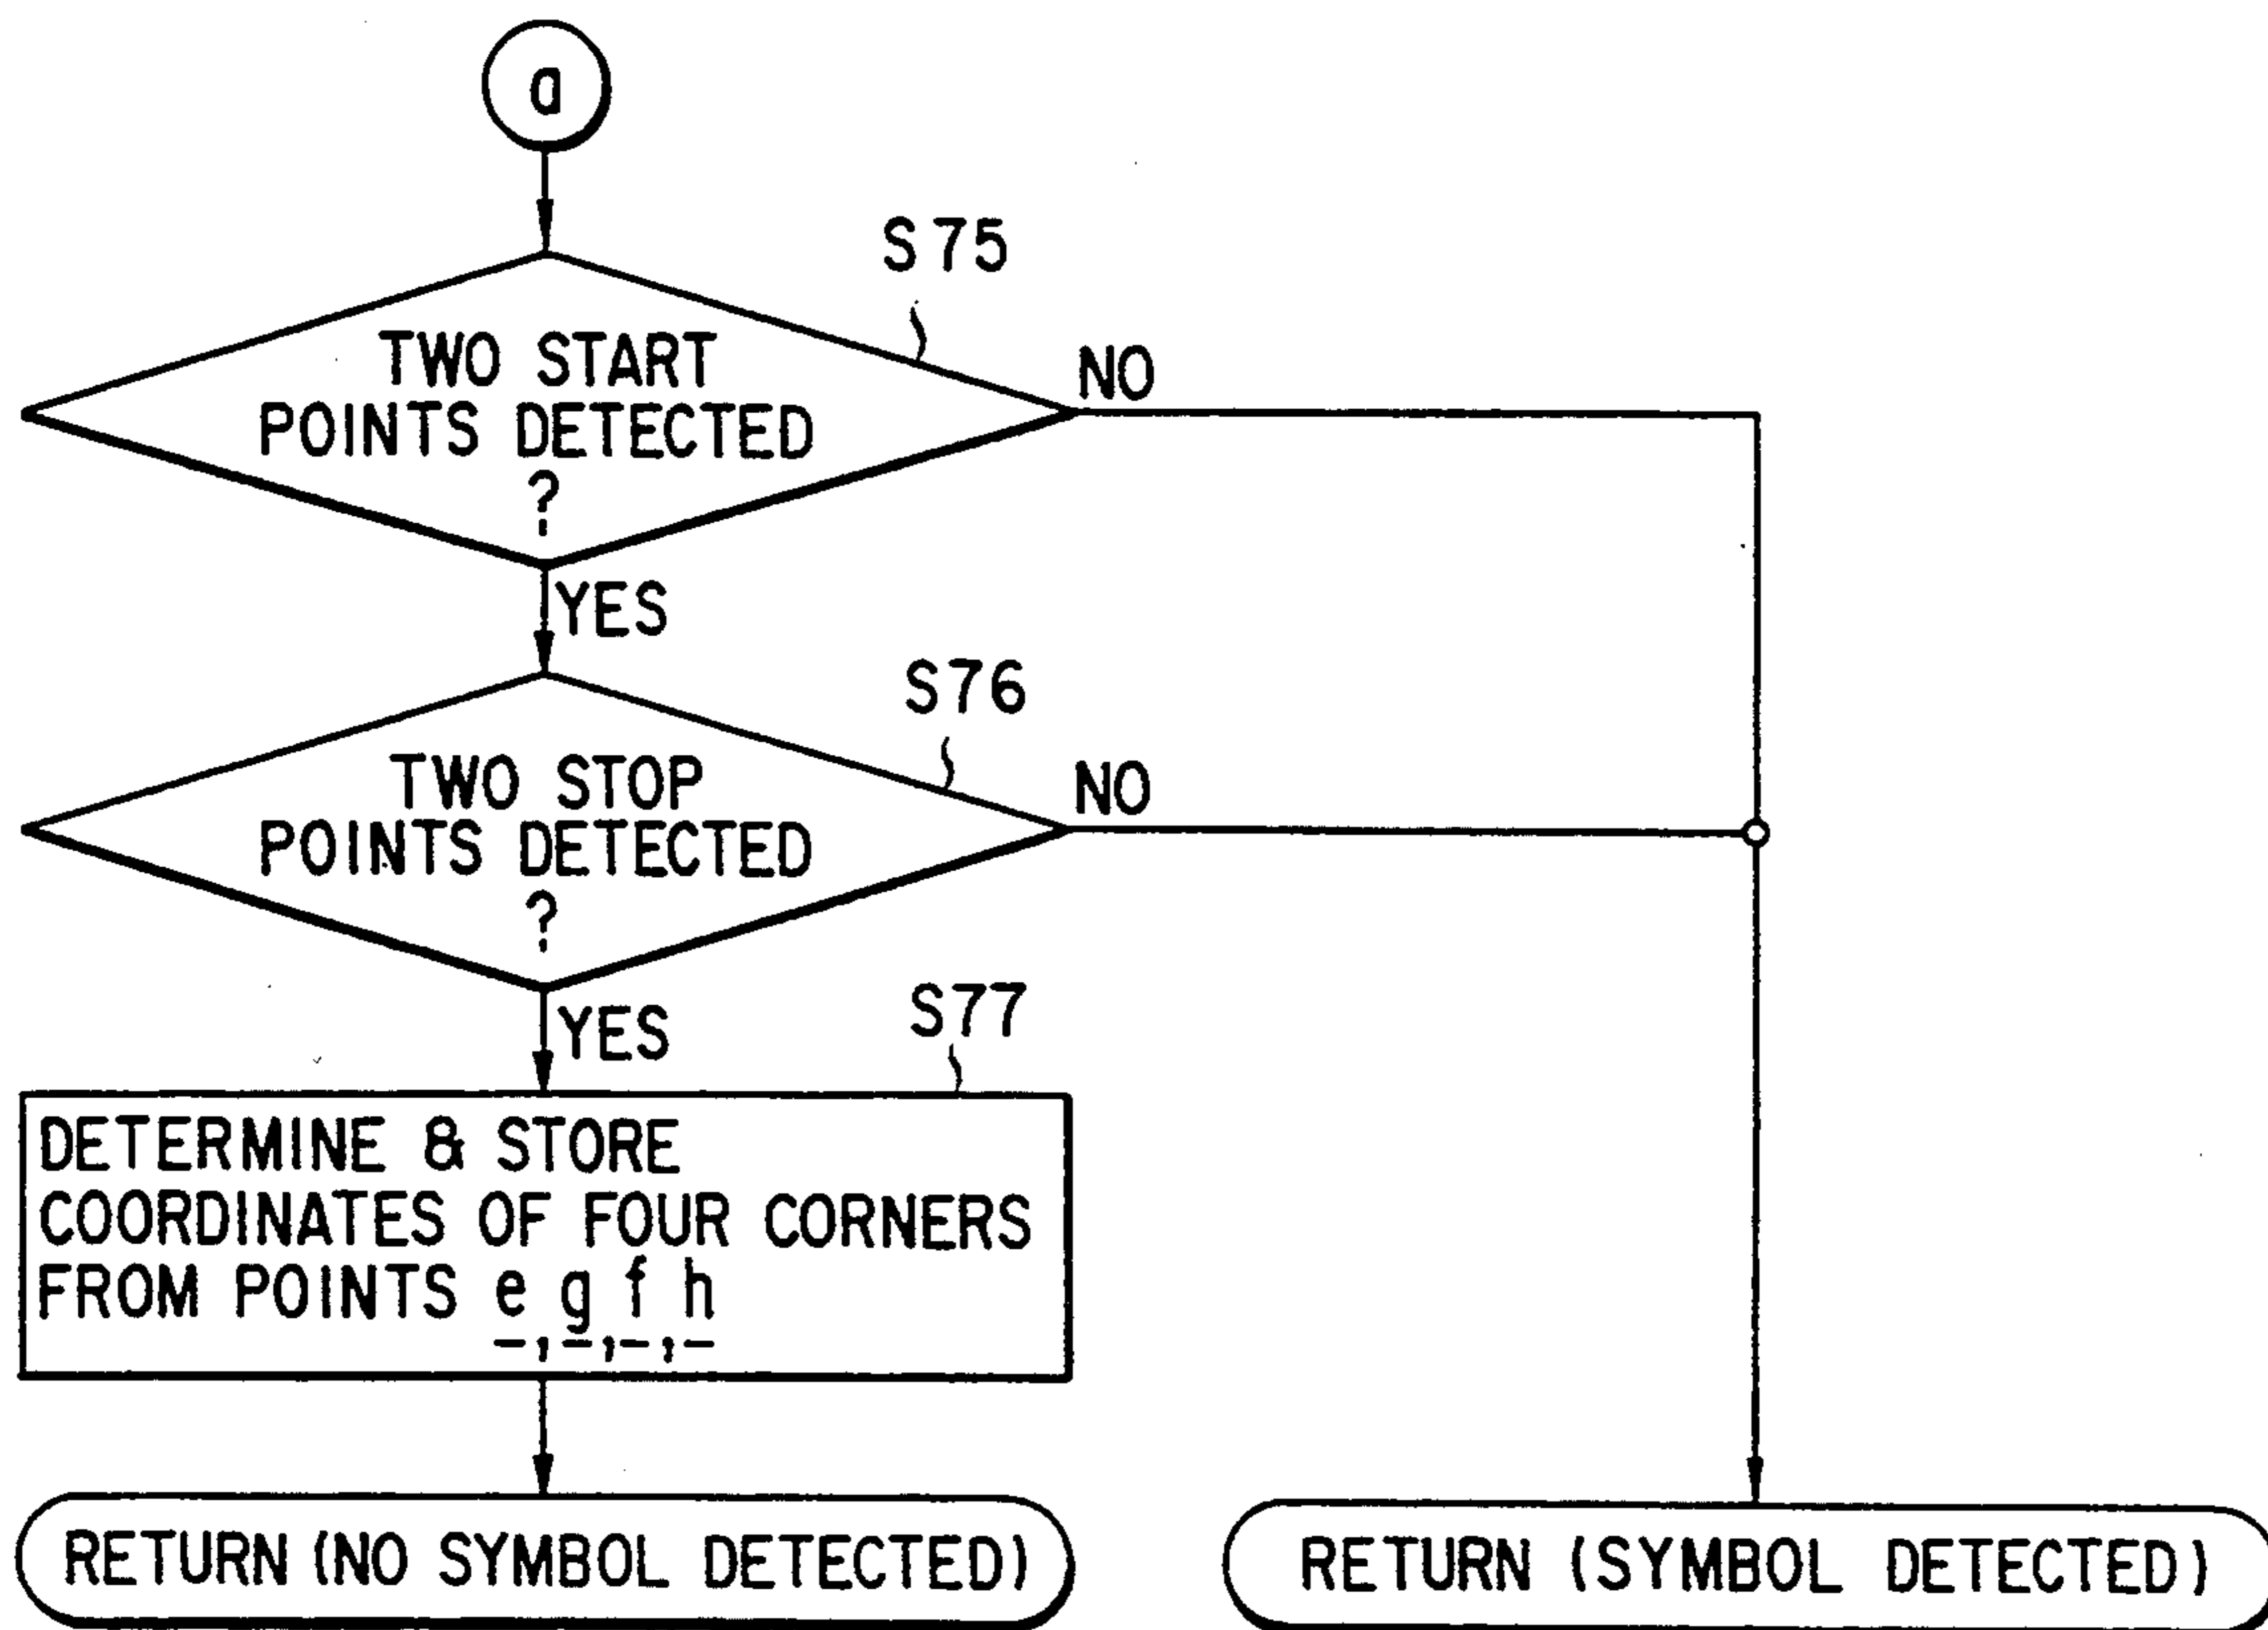 a
S75
TWO START
POINTS DETECTED
?
NO
YES
S76
TWO STOP
POINTS DETECTED
?
NO
YES
S77
DETERMINE & STORE
COORDINATES OF FOUR CORNERS
FROM POINTS e, g, f, h
RETURN (NO SYMBOL DETECTED)
RETURN (SYMBOL DETECTED)